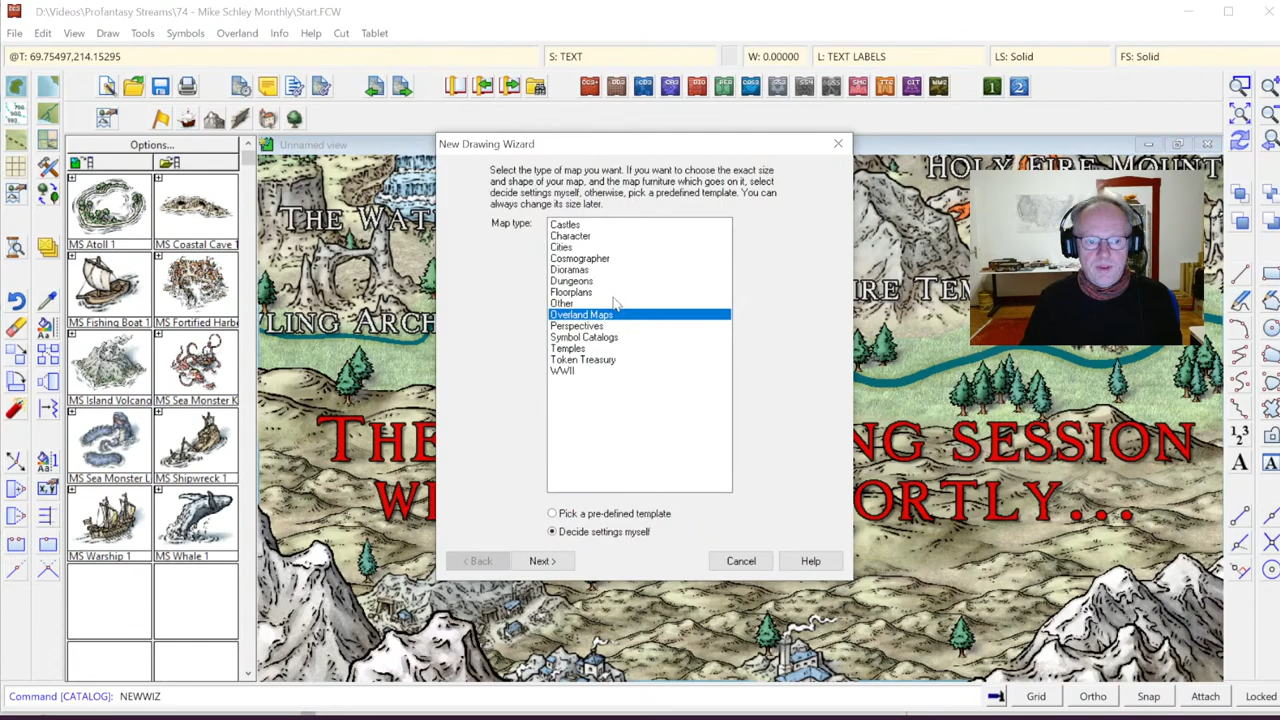 D:\Videos\Profantasy Streams\74 - Mike Schley Monthly\Start.FCW
File Edit View Draw Tools Symbols Overland Info Help Cut Tablet
@T: 69.75497,214.15295 S: TEXT W: 0.00000 L: TEXT LABELS LS: Solid FS: Solid
Options...
Unnamed view
MS Atoll 1
MS Coastal Cave 1
MS Fishing Boat 1
MS Fortified Harbo
MS Island Volcano
MS Sea Monster K
MS Sea Monster L
MS Shipwreck 1
MS Warship 1
MS Whale 1
New Drawing Wizard
Select the type of map you want. If you want to choose the exact size
and shape of your map, and the map furniture which goes on it, select
decide settings myself, otherwise, pick a predefined template. You can
always change its size later.
Map type:
Castles
Character
Cities
Cosmographer
Dioramas
Dungeons
Floorplans
Other
Overland Maps
Perspectives
Symbol Catalogs
Temples
Token Treasury
WWII
Pick a pre-defined template
Decide settings myself
< Back Next > Cancel Help
HOLY FIRE MOUNT
THE WAT
FIRE TEM
LING ARC
THE NG SESSION
WI ORTLY...
Command [CATALOG: NEWWIZ
Grid Ortho Snap Attach Locked